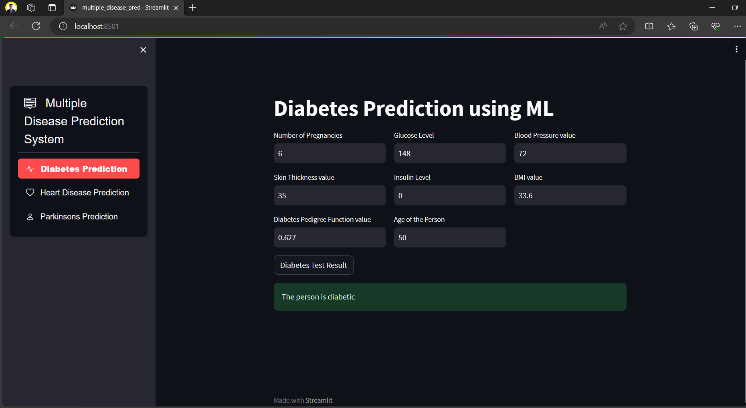 multiple_disease_pred - Streamlit
localhost:8501
Multiple
Disease Prediction
System
Diabetes Prediction
Heart Disease Prediction
Parkinsons Prediction
Diabetes Prediction using ML
Number of Pregnancies Glucose Level Blood Pressure value
6 148 72
Skin Thickness value Insulin Level BMI value
35 0 33.6
Diabetes Pedigree Function value Age of the Person
0.627 50
Diabetes Test Result
The person is diabetic
Made with Streamlit